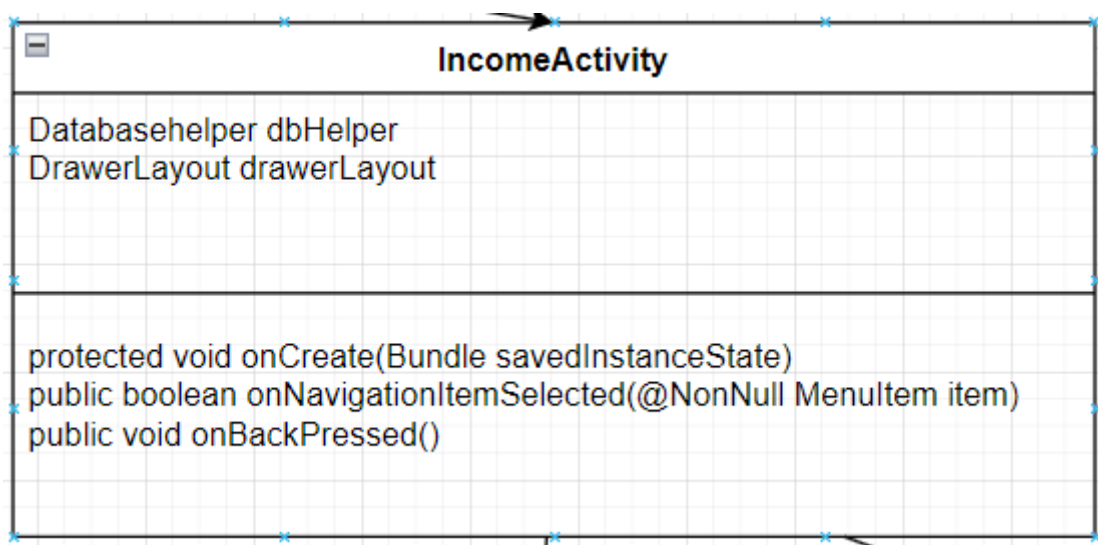 IncomeActivity
Databasehelper dbHelper
DrawerLayout drawerLayout
protected void onCreate(Bundle savedInstanceState)
public boolean onNavigationItemSelected(@NonNull MenuItem item)
public void onBackPressed()